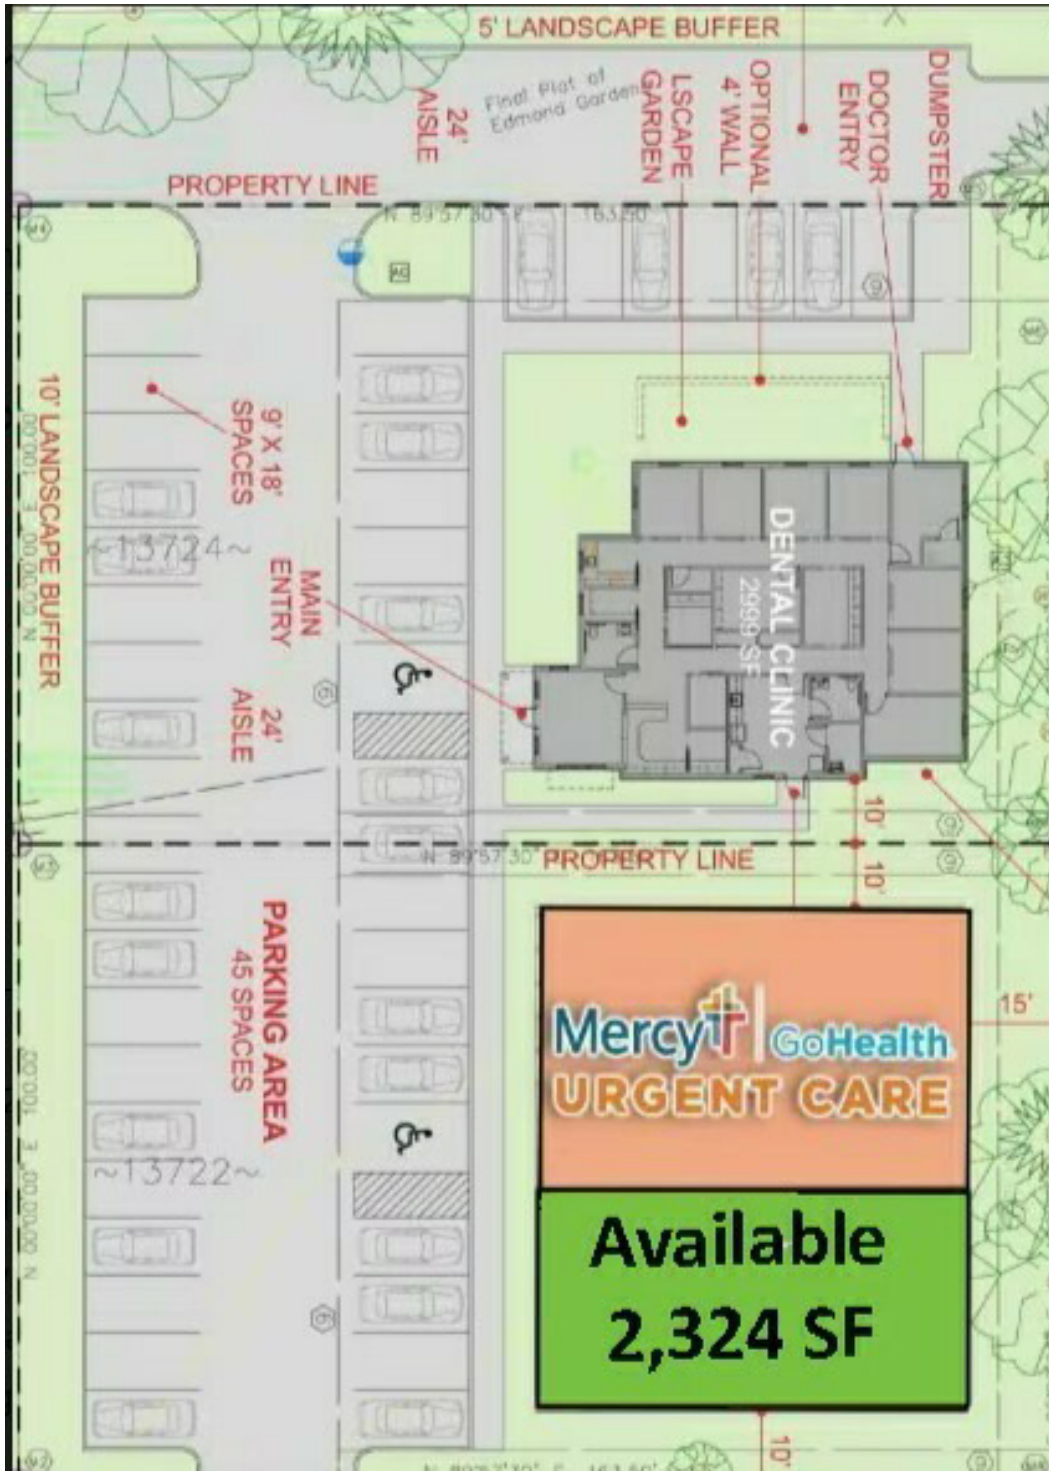 5' LANDSCAPE BUFFER
Final Plat of
Edmond Gardens
24'
AISLE
LSCAPE
GARDEN
OPTIONAL
4' WALL
DOCTOR
ENTRY
DUMPSTER
PROPERTY LINE
N 89°57'30" E 163.50'
9' X 18'
SPACES
10' LANDSCAPE BUFFER
~13724~
MAIN
ENTRY
24'
AISLE
DENTAL CLINIC
2999 SF
10'
10'
N 89°57'30"
PROPERTY LINE
PARKING AREA
45 SPACES
15'
Mercy GoHealth
URGENT CARE
~13722~
Available
2,324 SF
10'